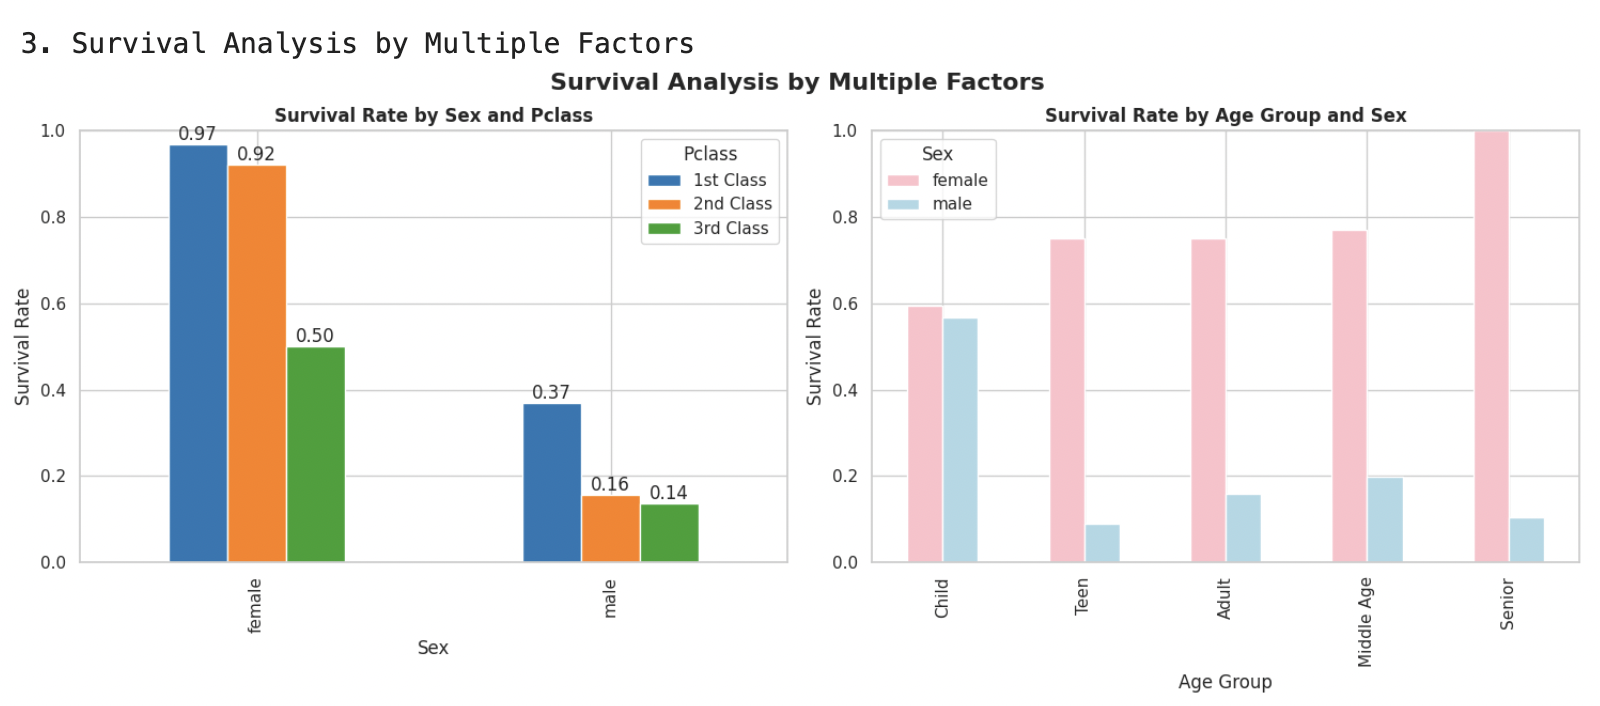 3. Survival Analysis by Multiple Factors
Survival Analysis by Multiple Factors
Survival Rate by Sex and Pclass
Survival Rate
1.0
0.8
0.6
0.4
0.2
0.0
0.97
0.92
0.50
0.37
0.16
0.14
Pclass
1st Class
2nd Class
3rd Class
female
male
Sex
Survival Rate by Age Group and Sex
Survival Rate
1.0
0.8
0.6
0.4
0.2
0.0
Sex
female
male
Child
Teen
Adult
Middle Age
Senior
Age Group